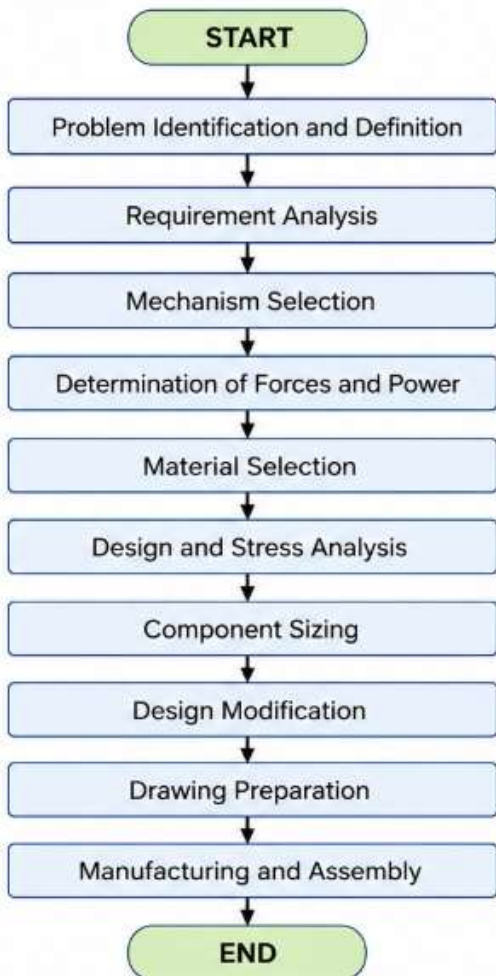 START
Problem Identification and Definition
Requirement Analysis
Mechanism Selection
Determination of Forces and Power
Material Selection
Design and Stress Analysis
Component Sizing
Design Modification
Drawing Preparation
Manufacturing and Assembly
END